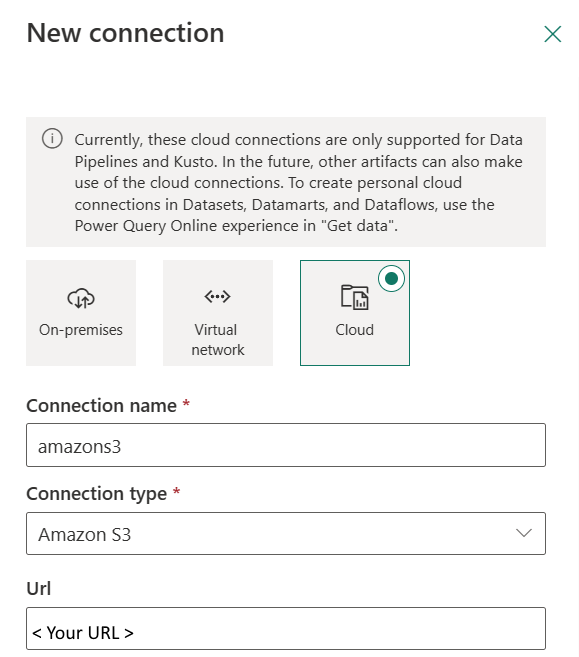 New connection
Currently, these cloud connections are only supported for Data
Pipelines and Kusto. In the future, other artifacts can also make
use of the cloud connections. To create personal cloud
connections in Datasets, Datamarts, and Dataflows, use the
Power Query Online experience in "Get data".
On-premises
Virtual
network
Cloud
Connection name *
amazons3
Connection type *
Amazon S3
Url
< Your URL >